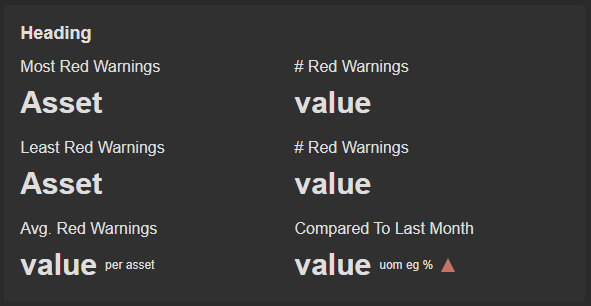 Heading
Most Red Warnings # Red Warnings
Asset value
Least Red Warnings # Red Warnings
Asset value
Avg. Red Warnings Compared To Last Month
value per asset value uom eg %